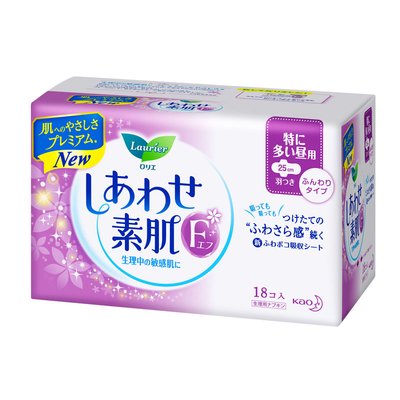 肌へのやさしさ
プレミアム*
New
Laurier
ロリエ
しあわせ
素肌
F
エフ
生理中の敏感肌に
特に
多い昼用
25cm
羽つき
ふんわり
タイプ
つけたての
“ふわさら感”続く
新 ふわポコ吸収シート
18コ入
生理用ナプキン
Kao